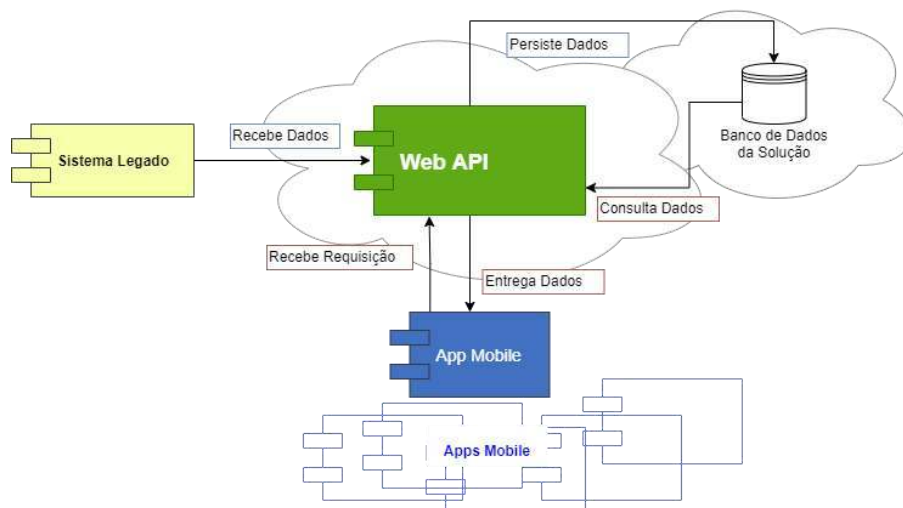 Persiste Dados
Banco de Dados
da Solução
Recebe Dados
Sistema Legado
Web API
Consulta Dados
Recebe Requisição
Entrega Dados
App Mobile
Apps Mobile